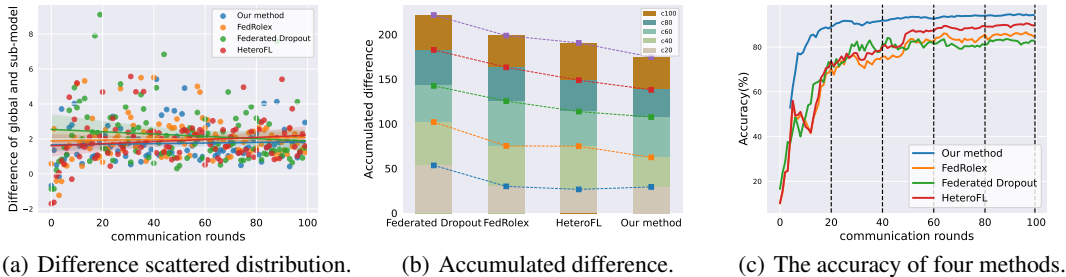 Our method
FedRolex
Federated Dropout
HeteroFL
8
6
4
2
0
−2
Difference of global and sub-model
0 20 40 60 80 100
communication rounds
(a) Difference scattered distribution.
c100
c80
c60
c40
c20
200
150
100
50
0
Accumulated difference
Federated Dropout FedRolex HeteroFL Our method
(b) Accumulated difference.
80
60
40
20
Accuracy(%)
Our method
FedRolex
Federated Dropout
HeteroFL
0 20 40 60 80 100
communication rounds
(c) The accuracy of four methods.